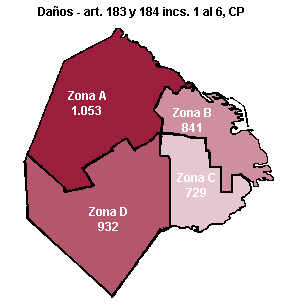 Daños - art. 183 y 184 incs. 1 al 6, CP
Zona A
1.053
Zona B
841
Zona C
729
Zona D
932